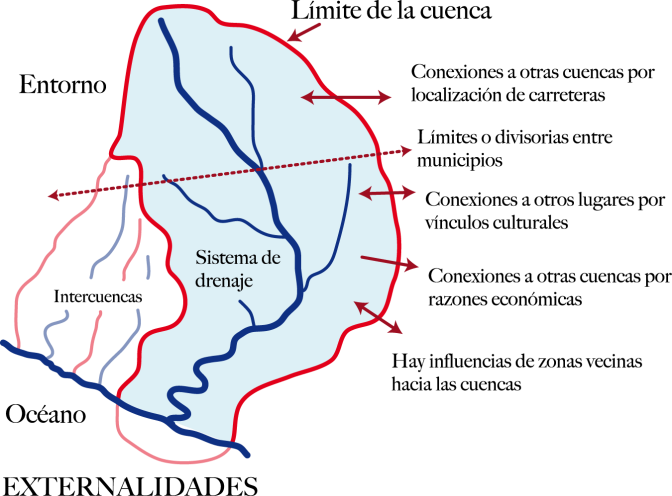 Límite de la cuenca
Entorno
Conexiones a otras cuencas por
localización de carreteras
Límites o divisorias entre
municipios
Conexiones a otros lugares por
vínculos culturales
Sistema de
drenaje
Intercuencas
Conexiones a otras cuencas por
razones económicas
Hay influencias de zonas vecinas
hacia las cuencas
Océano
EXTERNALIDADES